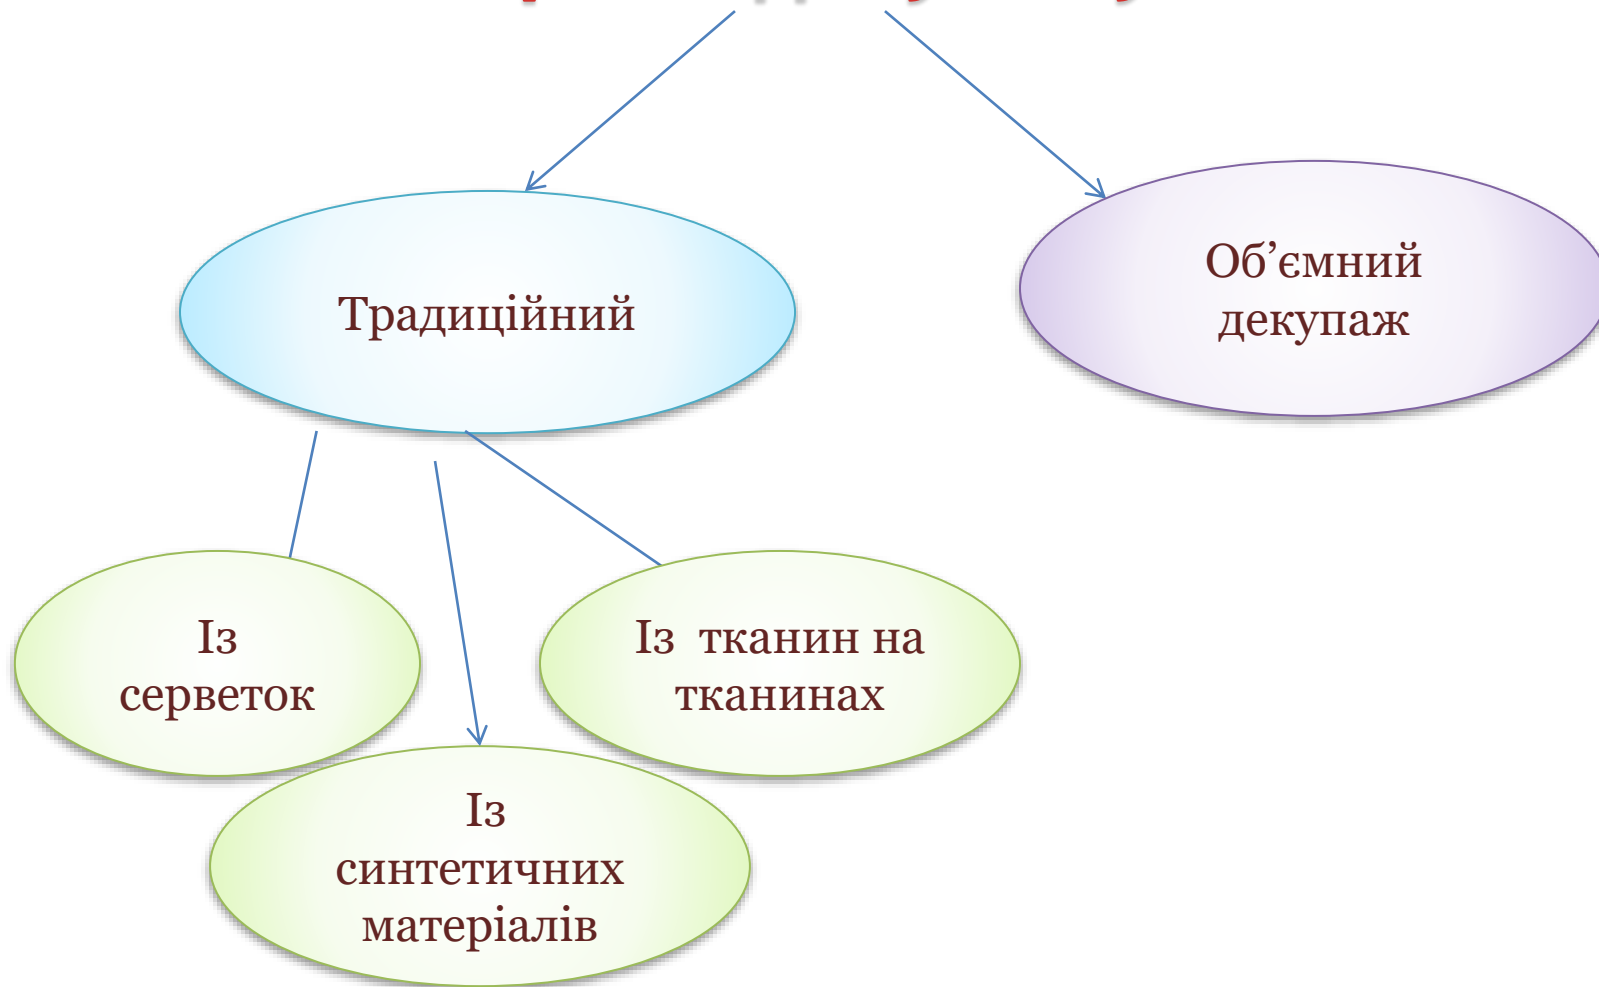 Традиційний
Об’ємний
декупаж
Із
серветок
Із тканин на
тканинах
Із
синтетичних
матеріалів